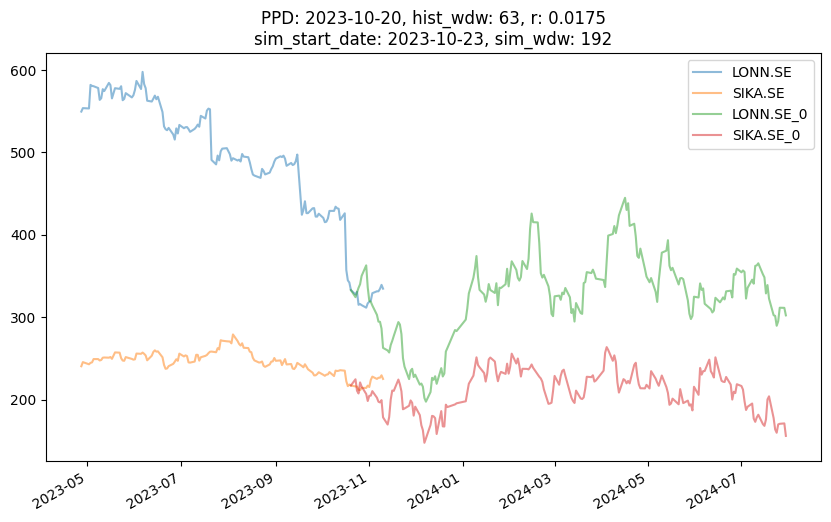 PPD: 2023-10-20, hist_wdw: 63, r: 0.0175
sim_start_date: 2023-10-23, sim_wdw: 192
LONN.SE
SIKA.SE
LONN.SE_0
SIKA.SE_0
600
500
400
300
200
2023-05
2023-07
2023-09
2023-11
2024-01
2024-03
2024-05
2024-07